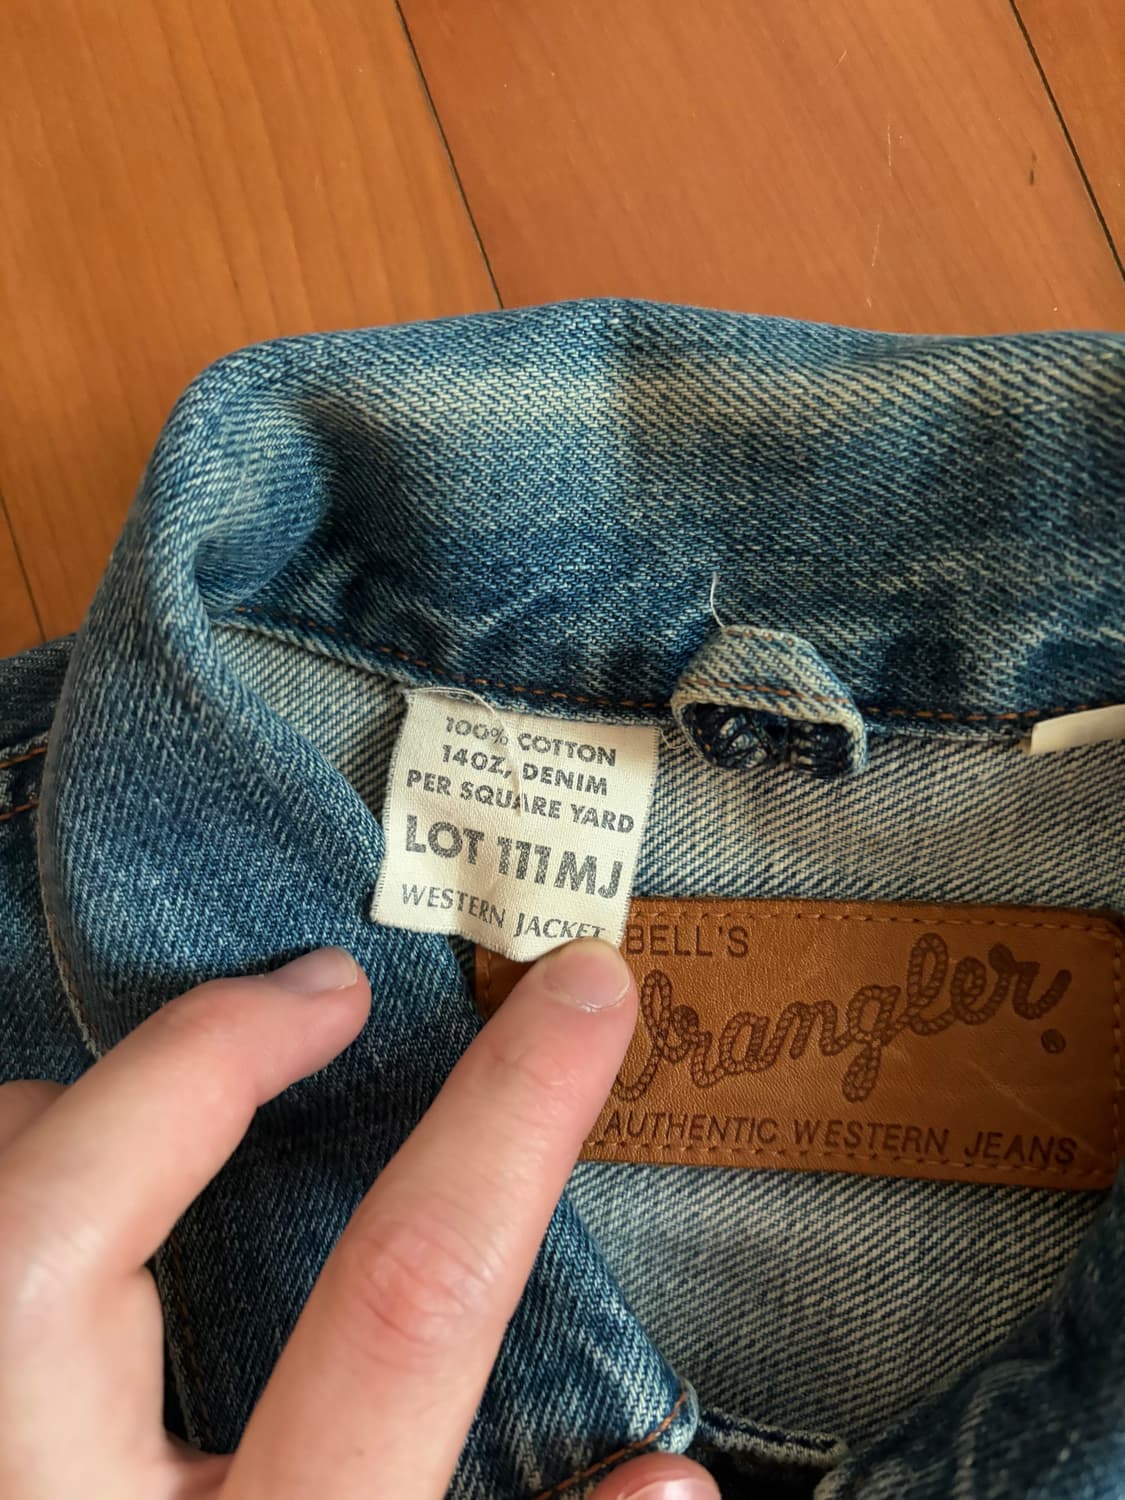 100% COTTON
14OZ, DENIM
PER SQUARE YARD
LOT 111MJ
WESTERN JACKET
BELL'S
Wrangler®
AUTHENTIC WESTERN JEANS